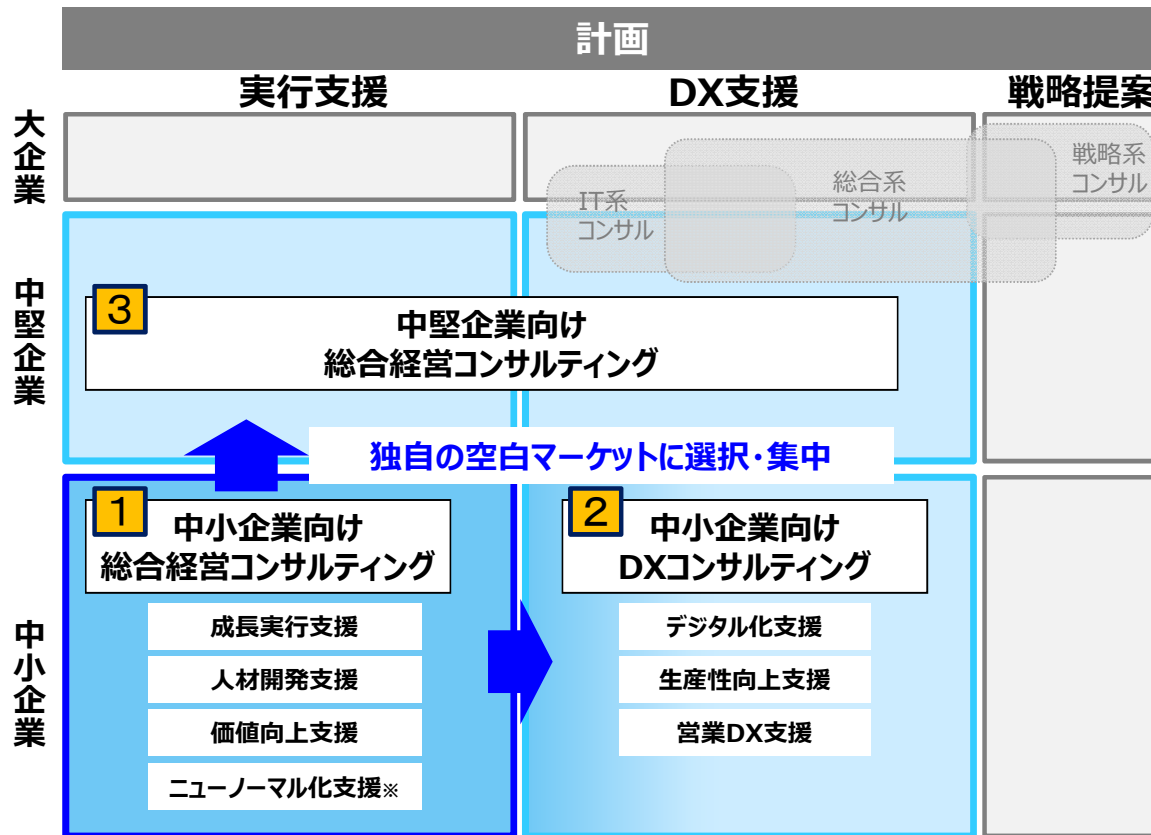 計画
実行支援
DX支援
戦略提案
大企業
IT系
コンサル
総合系
コンサル
戦略系
コンサル
中堅企業
3
中堅企業向け
総合経営コンサルティング
独自の空白マーケットに選択・集中
中小企業
1
中小企業向け
総合経営コンサルティング
成長実行支援
人材開発支援
価値向上支援
ニューノーマル化支援※
2
中小企業向け
DXコンサルティング
デジタル化支援
生産性向上支援
営業DX支援